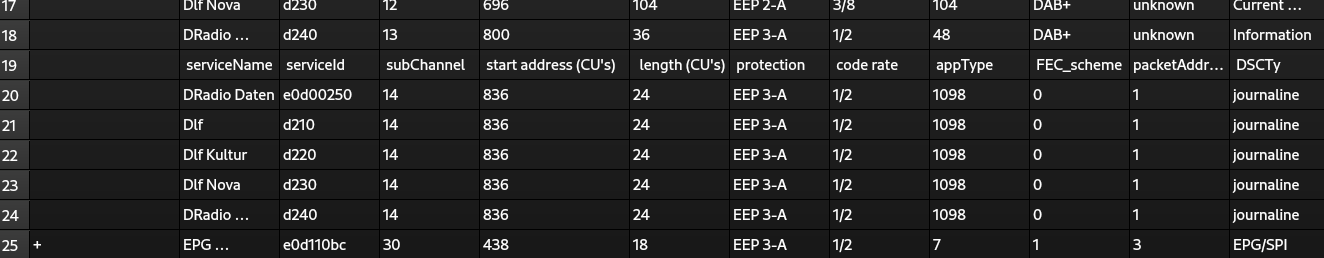 17 Dlf Nova d230 12 696 104 EEP 2-A 3/8 104 DAB+ unknown Current ...
18 DRadio ... d240 13 800 36 EEP 3-A 1/2 48 DAB+ unknown Information
19 serviceName serviceId subChannel start address (CU's) length (CU's) protection code rate appType FEC_scheme packetAddr... DSCTy
20 DRadio Daten e0d00250 14 836 24 EEP 3-A 1/2 1098 0 1 journaline
21 Dlf d210 14 836 24 EEP 3-A 1/2 1098 0 1 journaline
22 Dlf Kultur d220 14 836 24 EEP 3-A 1/2 1098 0 1 journaline
23 Dlf Nova d230 14 836 24 EEP 3-A 1/2 1098 0 1 journaline
24 DRadio ... d240 14 836 24 EEP 3-A 1/2 1098 0 1 journaline
25 + EPG ... e0d110bc 30 438 18 EEP 3-A 1/2 7 1 3 EPG/SPI